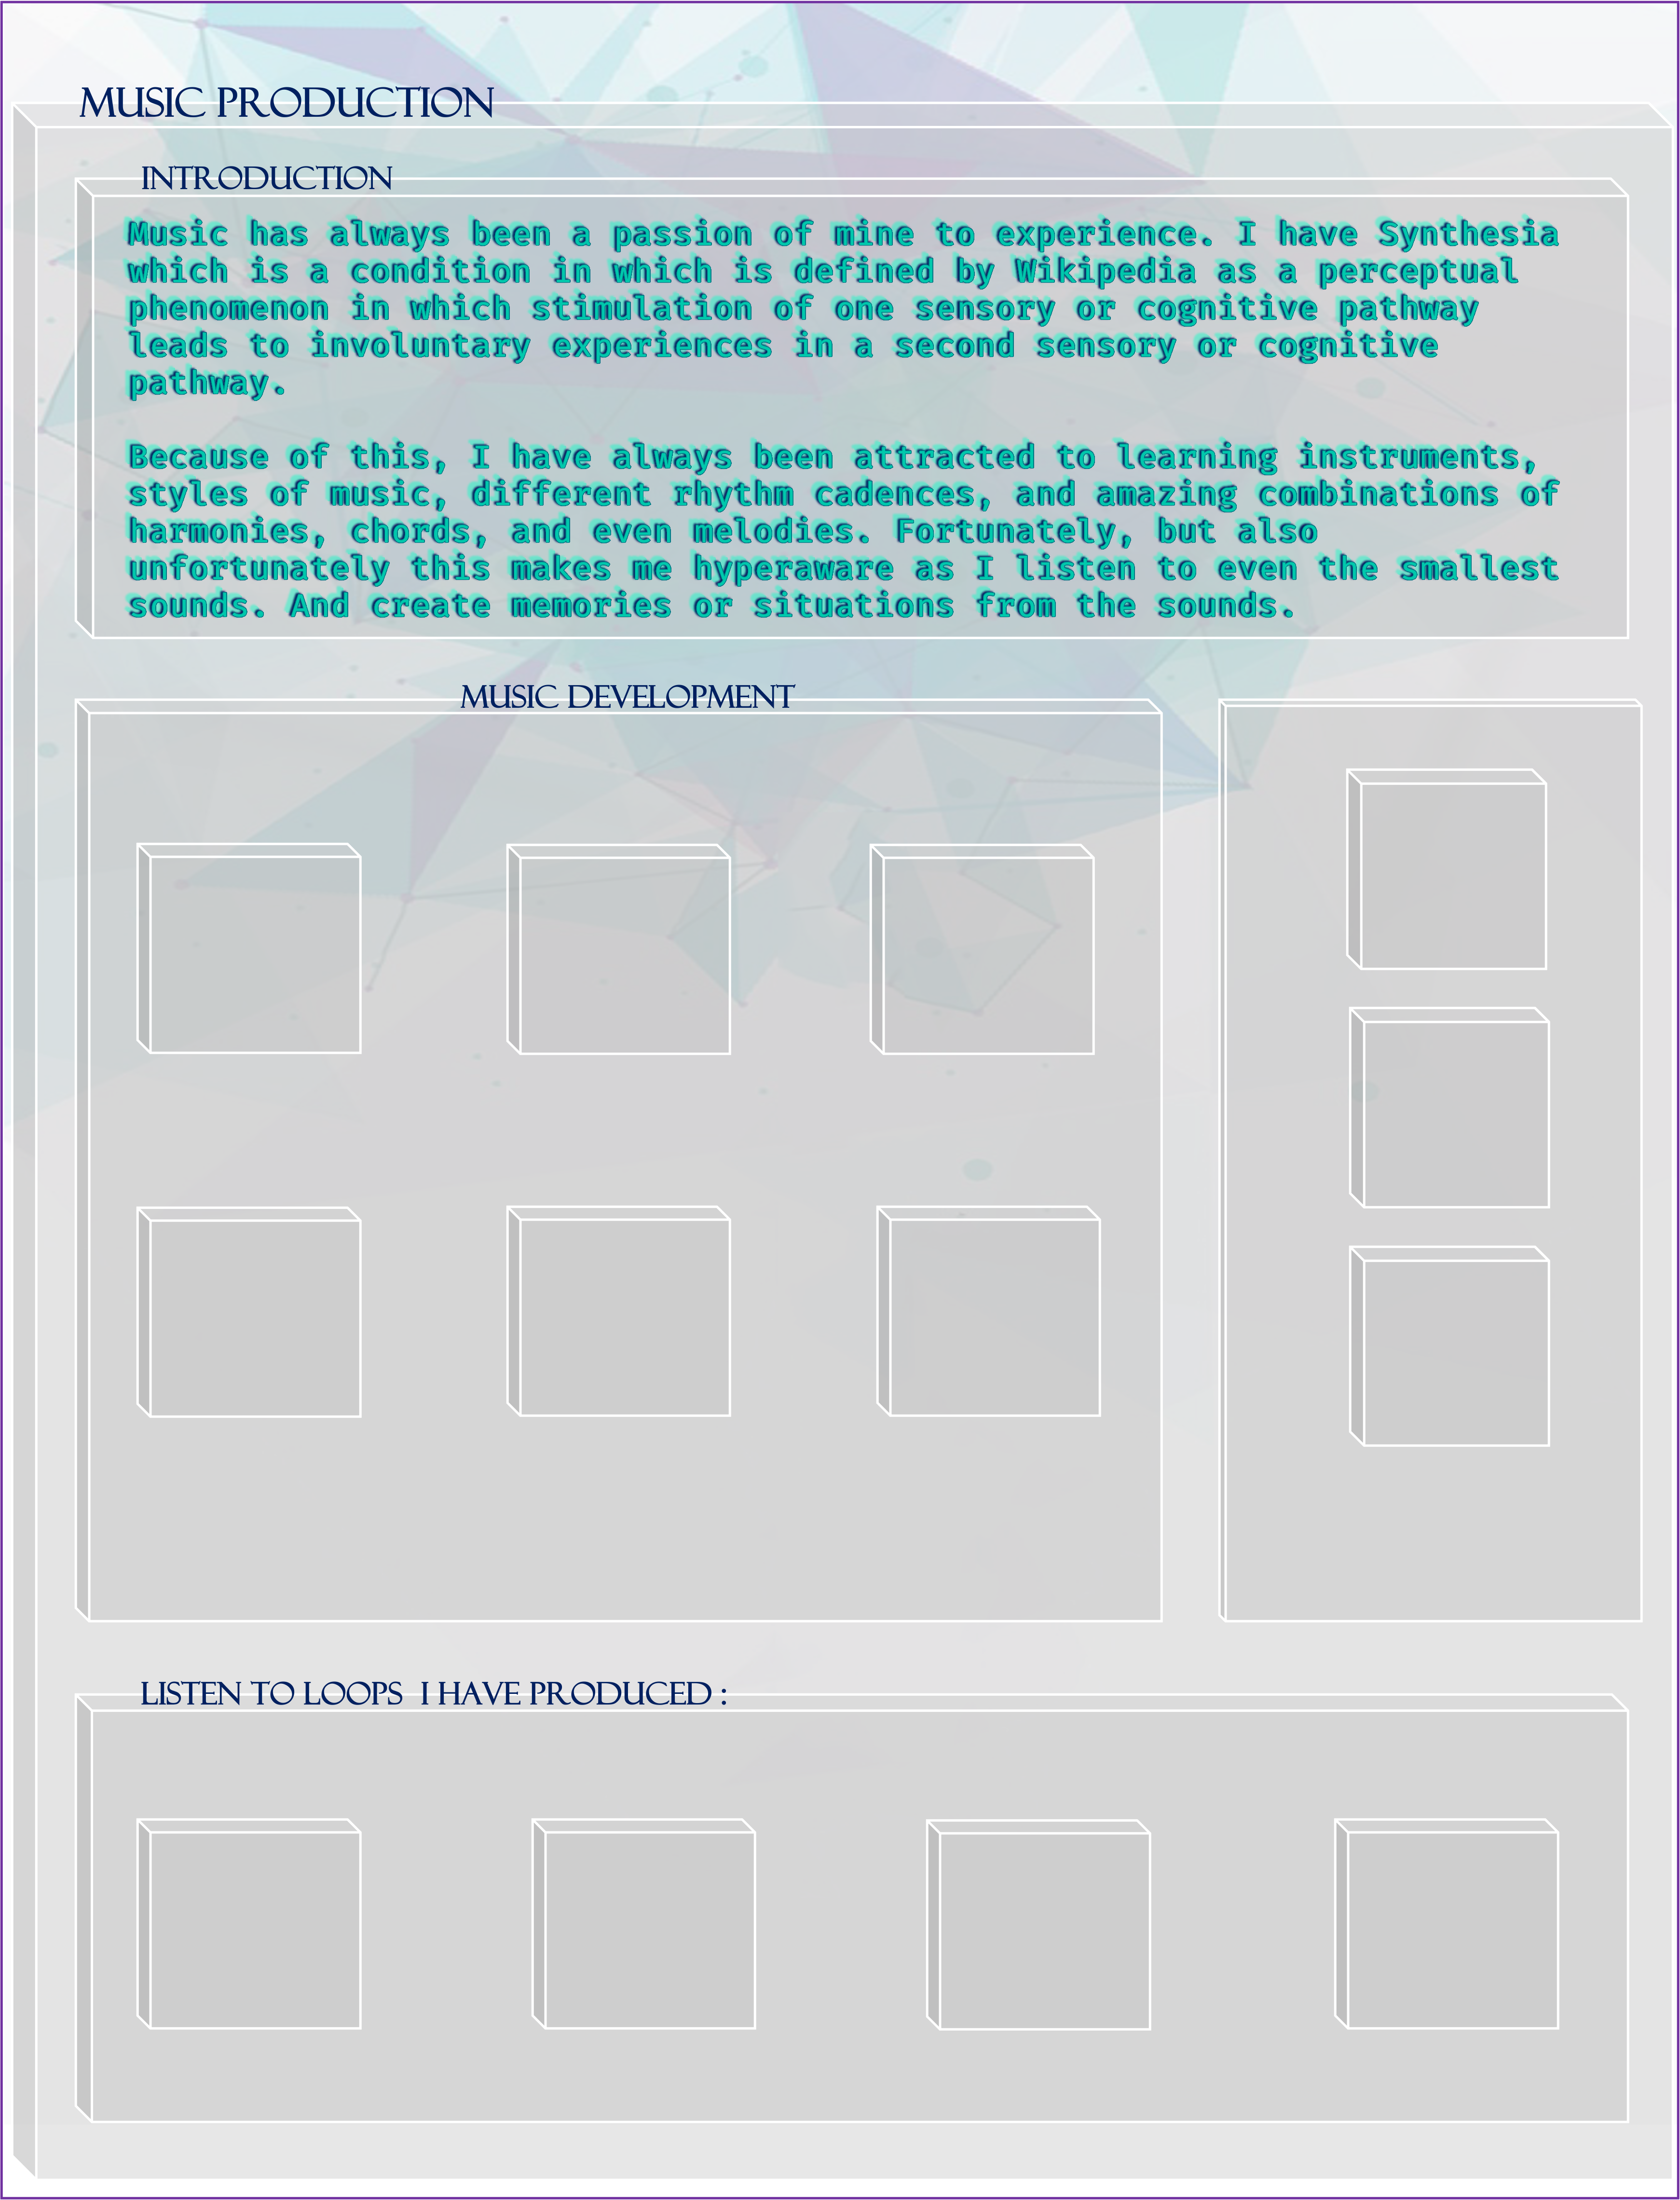 MUSIC PRODUCTION
INTRODUCTION
Music has always been a passion of mine to experience. I have Synthesia
which is a condition in which is defined by Wikipedia as a perceptual
phenomenon in which stimulation of one sensory or cognitive pathway
leads to involuntary experiences in a second sensory or cognitive
pathway.
Because of this, I have always been attracted to learning instruments,
styles of music, different rhythm cadences, and amazing combinations of
harmonies, chords, and even melodies. Fortunately, but also
unfortunately this makes me hyperaware as I listen to even the smallest
sounds. And create memories or situations from the sounds.
MUSIC DEVELOPMENT
LISTEN TO LOOPS I HAVE PRODUCED :